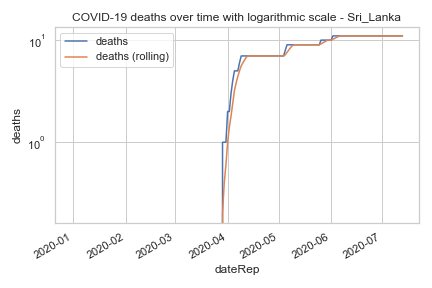 COVID-19 deaths over time with logarithmic scale - Sri_Lanka
10¹
deaths
deaths (rolling)
deaths
10⁰
2020-01
2020-02
2020-03
2020-04
2020-05
2020-06
2020-07
dateRep